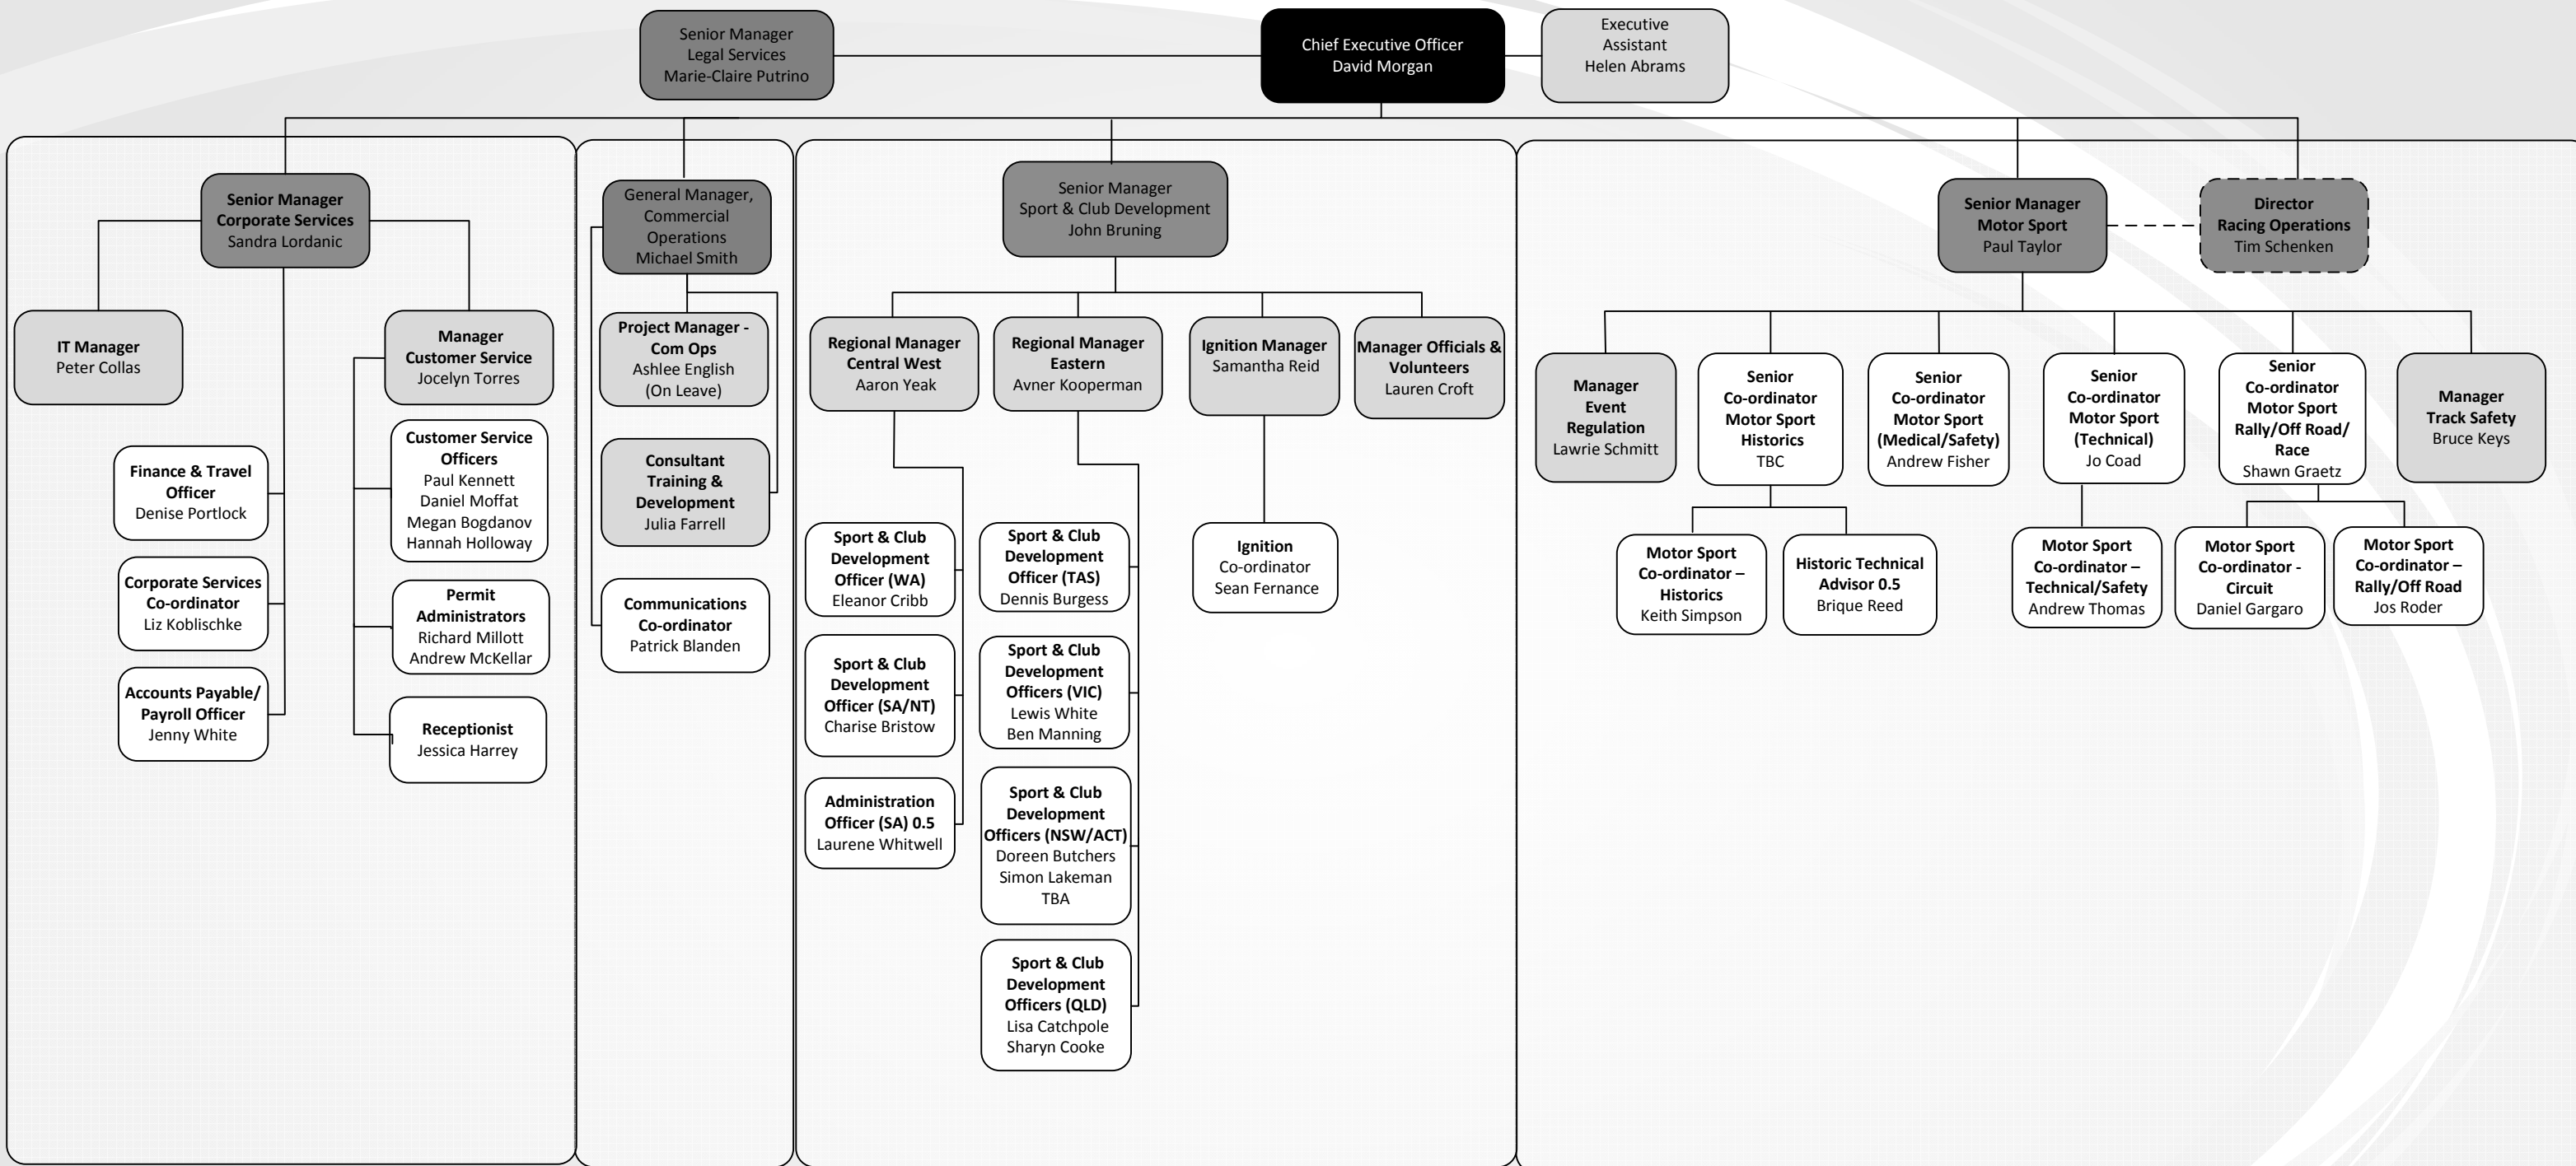 Senior Manager
Legal Services
Marie-Claire Putrino
Chief Executive Officer
David Morgan
Executive
Assistant
Helen Abrams
Senior Manager
Corporate Services
Sandra Lordanic
IT Manager
Peter Collas
Manager
Customer Service
Jocelyn Torres
Finance & Travel
Officer
Denise Portlock
Corporate Services
Co-ordinator
Liz Koblischke
Accounts Payable/
Payroll Officer
Jenny White
Customer Service
Officers
Paul Kennett
Daniel Moffat
Megan Bogdanov
Hannah Holloway
Permit
Administrators
Richard Millott
Andrew McKellar
Receptionist
Jessica Harrey
General Manager,
Commercial
Operations
Michael Smith
Project Manager -
Com Ops
Ashlee English
(On Leave)
Consultant
Training &
Development
Julia Farrell
Communications
Co-ordinator
Patrick Blanden
Senior Manager
Sport & Club Development
John Bruning
Regional Manager
Central West
Aaron Yeak
Regional Manager
Eastern
Avner Kooperman
Ignition Manager
Samantha Reid
Manager Officials &
Volunteers
Lauren Croft
Sport & Club
Development
Officer (WA)
Eleanor Cribb
Sport & Club
Development
Officer (SA/NT)
Charise Bristow
Administration
Officer (SA) 0.5
Laurene Whitwell
Sport & Club
Development
Officer (TAS)
Dennis Burgess
Sport & Club
Development
Officers (VIC)
Lewis White
Ben Manning
Sport & Club
Development
Officers (NSW/ACT)
Doreen Butchers
Simon Lakeman
TBA
Sport & Club
Development
Officers (QLD)
Lisa Catchpole
Sharyn Cooke
Ignition
Co-ordinator
Sean Fernance
Senior Manager
Motor Sport
Paul Taylor
Director
Racing Operations
Tim Schenken
Manager
Event
Regulation
Lawrie Schmitt
Senior
Co-ordinator
Motor Sport
Historics
TBC
Senior
Co-ordinator
Motor Sport
(Medical/Safety)
Andrew Fisher
Senior
Co-ordinator
Motor Sport
(Technical)
Jo Coad
Senior
Co-ordinator
Motor Sport
Rally/Off Road/
Race
Shawn Graetz
Manager
Track Safety
Bruce Keys
Motor Sport
Co-ordinator –
Historics
Keith Simpson
Historic Technical
Advisor 0.5
Brique Reed
Motor Sport
Co-ordinator –
Technical/Safety
Andrew Thomas
Motor Sport
Co-ordinator -
Circuit
Daniel Gargaro
Motor Sport
Co-ordinator –
Rally/Off Road
Jos Roder